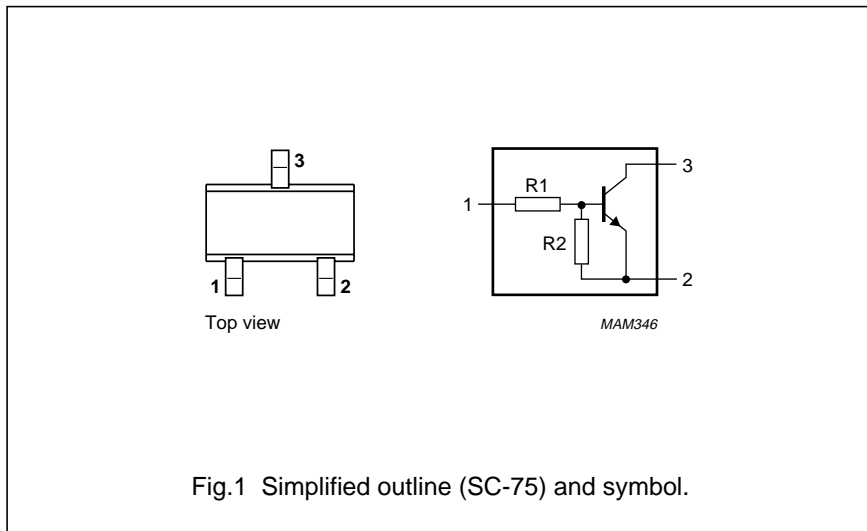 3
1
2
Top view
1
R1
R2
3
2
MAM346
Fig.1 Simplified outline (SC-75) and symbol.